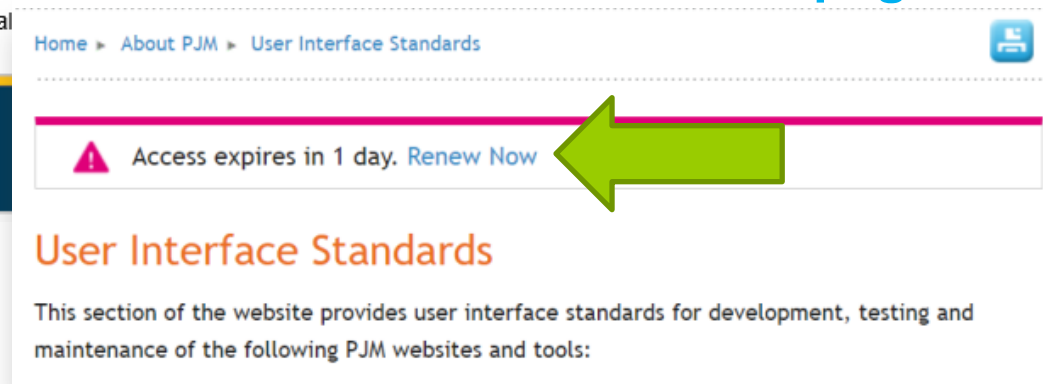 Home ▸ About PJM ▸ User Interface Standards
Access expires in 1 day. Renew Now
User Interface Standards
This section of the website provides user interface standards for development, testing and
maintenance of the following PJM websites and tools: